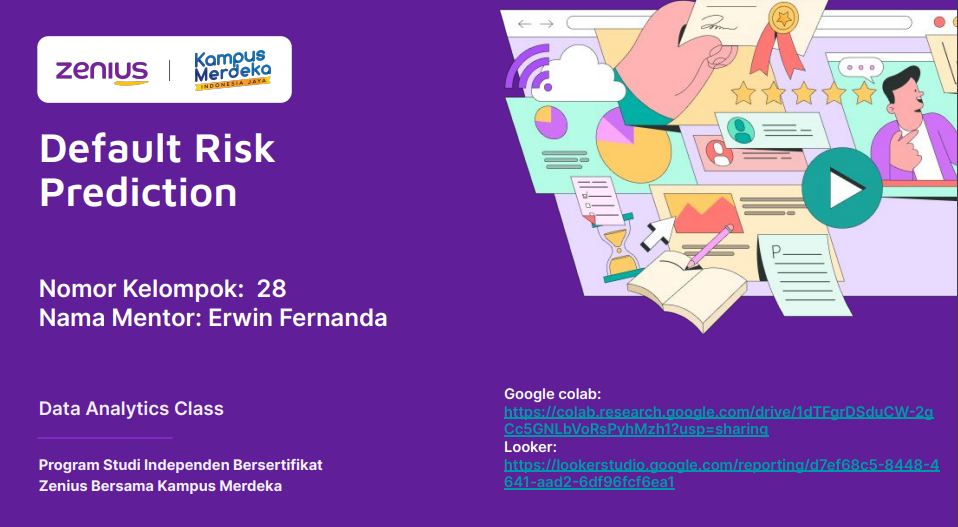 zenius
Kampus
Merdeka
INDONESIA JAYA
Default Risk
Prediction
Nomor Kelompok: 28
Nama Mentor: Erwin Fernanda
Data Analytics Class
Program Studi Independen Bersertifikat
Zenius Bersama Kampus Merdeka
P
Google colab:
https://colab.research.google.com/drive/1dTFgrDSduCW-2g
Cc5GNLbVoRsPyhMzh1?usp=sharing
Looker:
https://lookerstudio.google.com/reporting/d7ef68c5-8448-4
641-aad2-6df96fcf6ea1